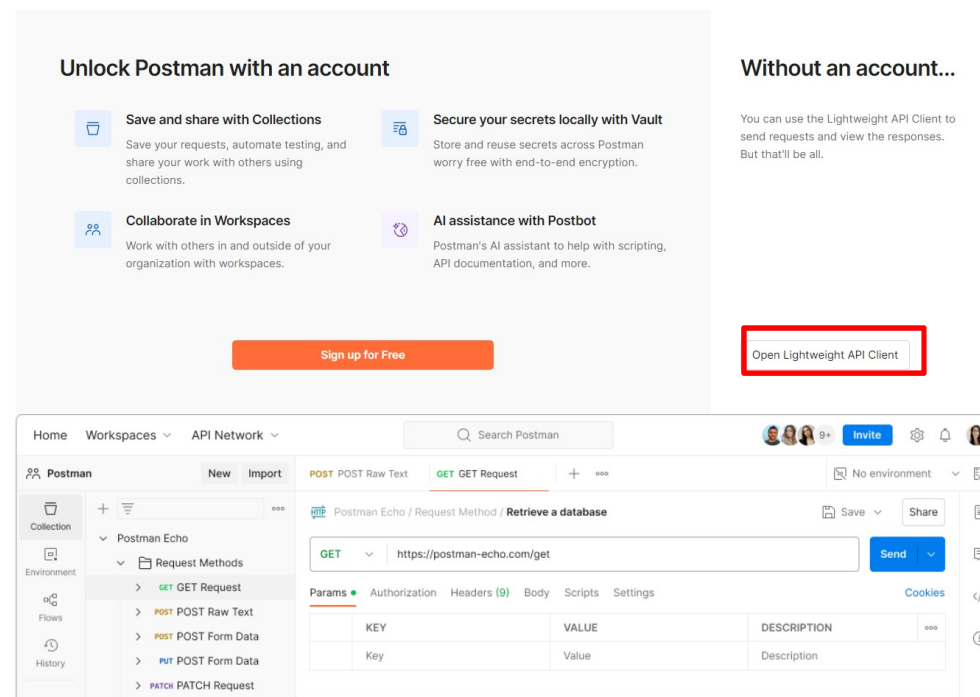 Unlock Postman with an account
Save and share with Collections
Save your requests, automate testing, and
share your work with others using
collections.
Secure your secrets locally with Vault
Store and reuse secrets across Postman
worry free with end-to-end encryption.
Collaborate in Workspaces
Work with others in and outside of your
organization with workspaces.
AI assistance with Postbot
Postman's AI assistant to help with scripting,
API documentation, and more.
Sign up for Free
Without an account...
You can use the Lightweight API Client to
send requests and view the responses.
But that'll be all.
Open Lightweight API Client
Home Workspaces API Network Search Postman 9+ Invite
Postman New Import POST POST Raw Text GET GET Request No environment
Collection
Environment
Flows
History
Postman Echo
Request Methods
GET GET Request
POST POST Raw Text
POST POST Form Data
PUT POST Form Data
PATCH PATCH Request
HTTP Postman Echo / Request Method / Retrieve a database Save Share
GET https://postman-echo.com/get Send
Params Authorization Headers (9) Body Scripts Settings Cookies
KEY VALUE DESCRIPTION
Key Value Description